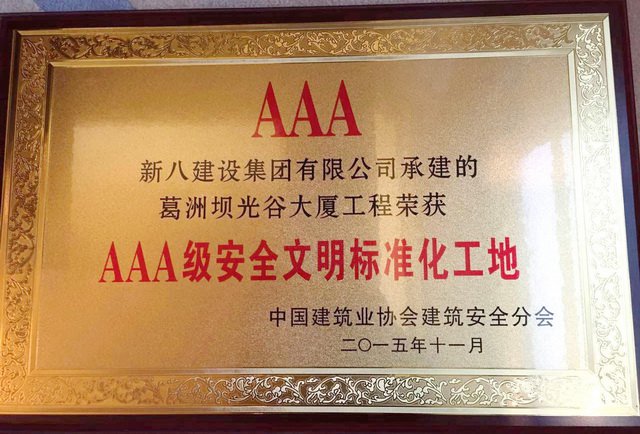 AAA
新八建设集团有限公司承建的
葛洲坝光谷大厦工程荣获
AAA级安全文明标准化工地
中国建筑业协会建筑安全分会
二〇一五年十一月